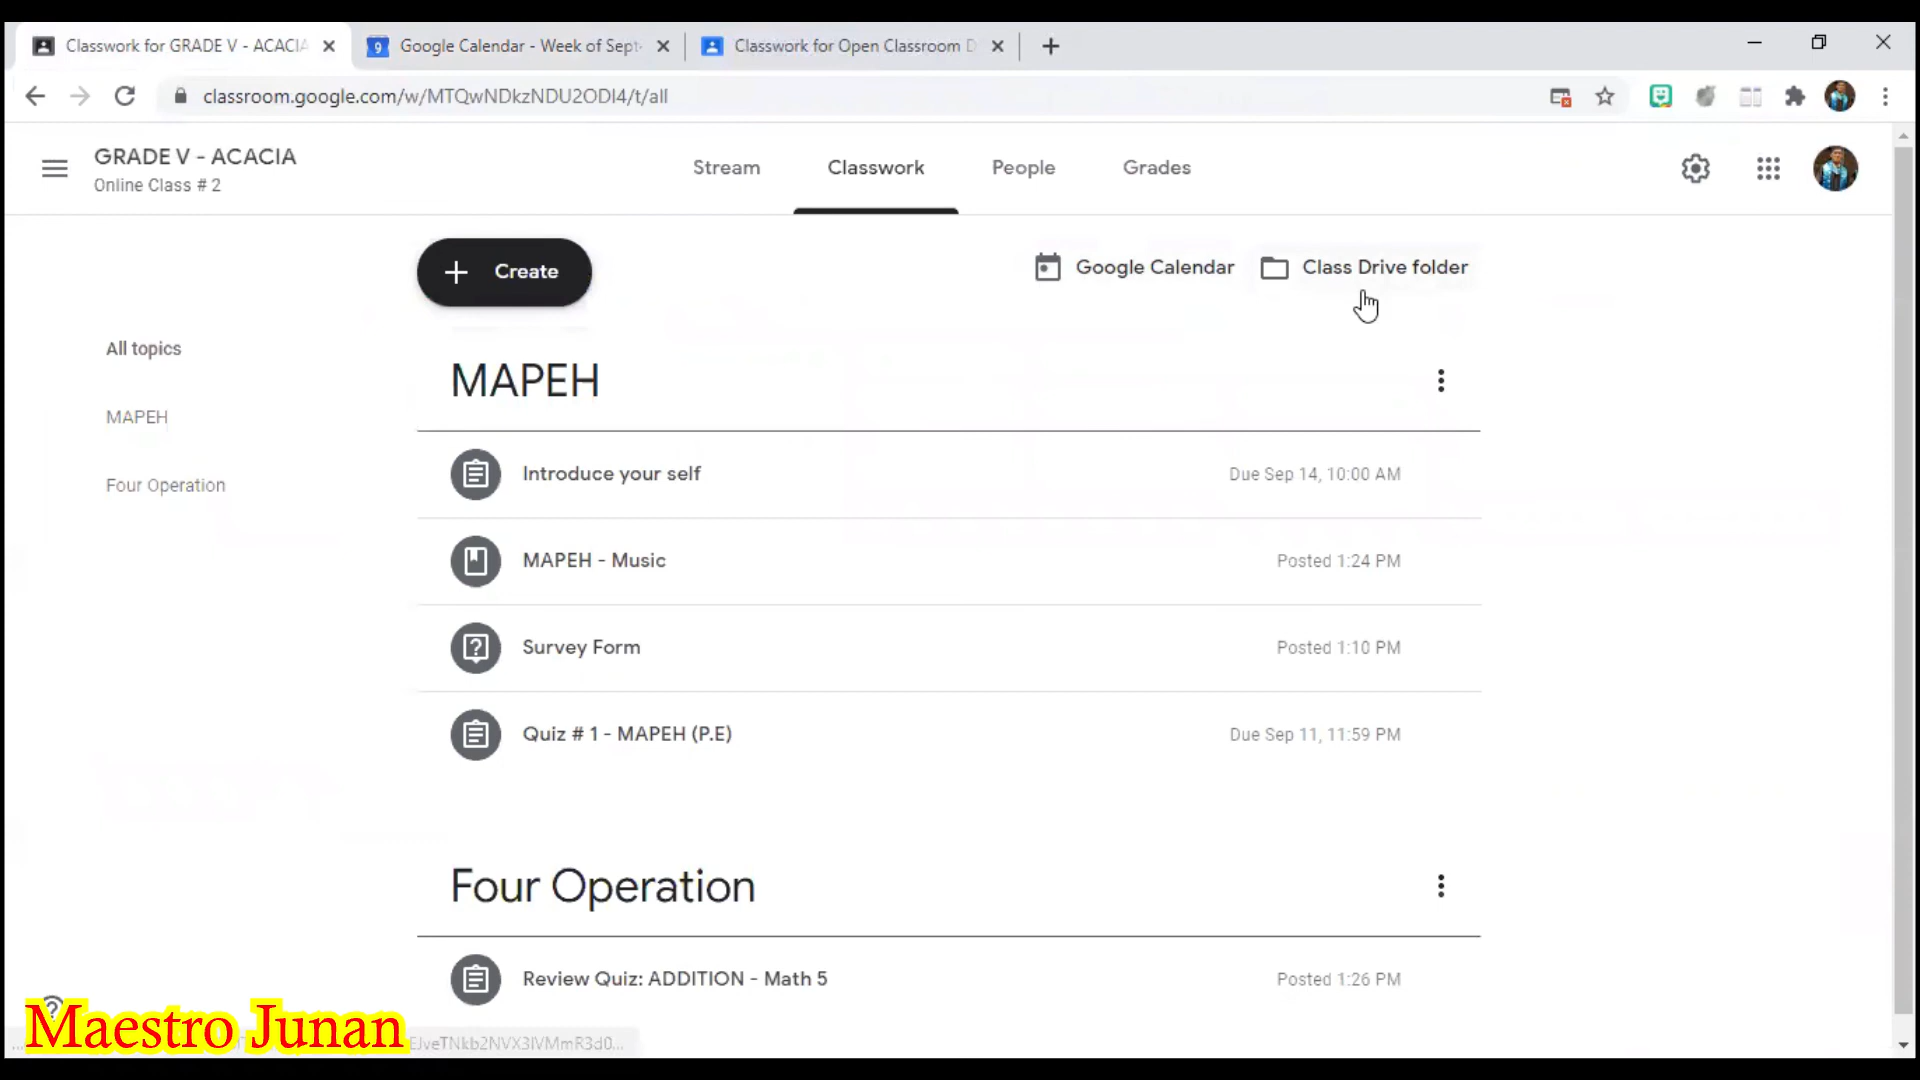 Classwork for GRADE V - ACACIA
Google Calendar - Week of Sept
Classwork for Open Classroom D
classroom.google.com/w/MTQwNDkzNDU2ODI4/t/all
GRADE V - ACACIA
Online Class # 2
Stream
Classwork
People
Grades
Create
Google Calendar
Class Drive folder
All topics
MAPEH
Four Operation
MAPEH
Introduce your self
Due Sep 14, 10:00 AM
MAPEH - Music
Posted 1:24 PM
Survey Form
Posted 1:10 PM
Quiz # 1 - MAPEH (P.E)
Due Sep 11, 11:59 PM
Four Operation
Review Quiz: ADDITION - Math 5
Posted 1:26 PM
Maestro Junan